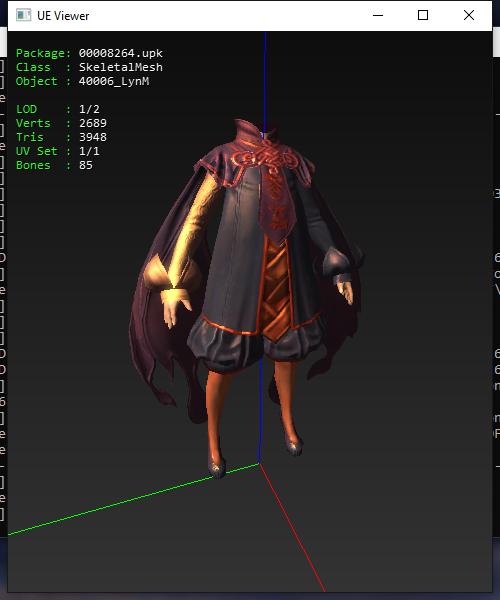 UE Viewer
Package: 00008264.upk
Class : SkeletalMesh
Object : 40006_LynM
LOD : 1/2
Verts : 2689
Tris : 3948
UV Set : 1/1
Bones : 85